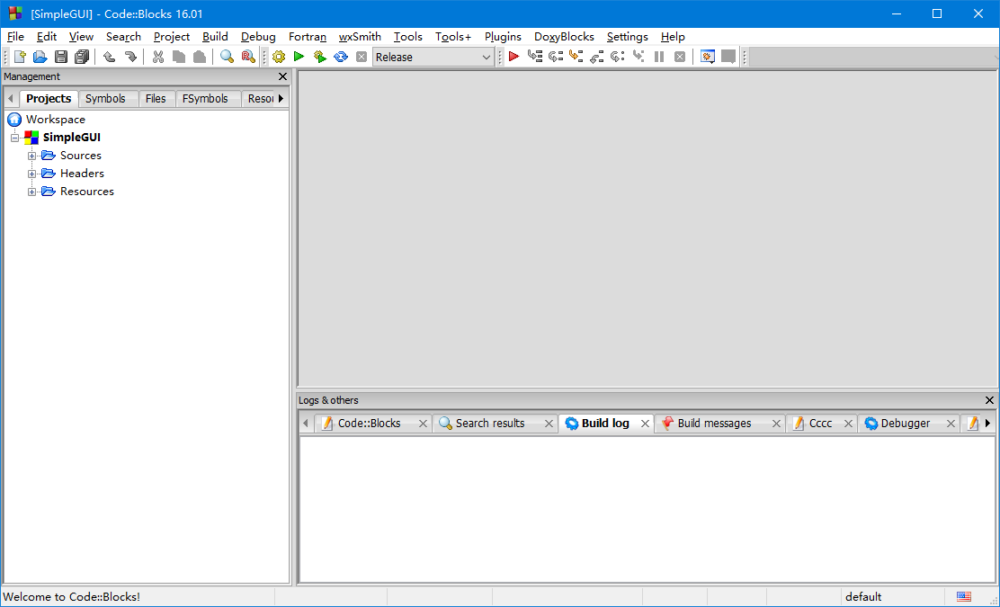 [SimpleGUI] - Code::Blocks 16.01
File Edit View Search Project Build Debug Fortran wxSmith Tools Tools+ Plugins DoxyBlocks Settings Help
Release
Management
Projects Symbols Files FSymbols Resou
Workspace
SimpleGUI
Sources
Headers
Resources
Logs & others
Code::Blocks Search results Build log Build messages Cccc Debugger
Welcome to Code::Blocks! default